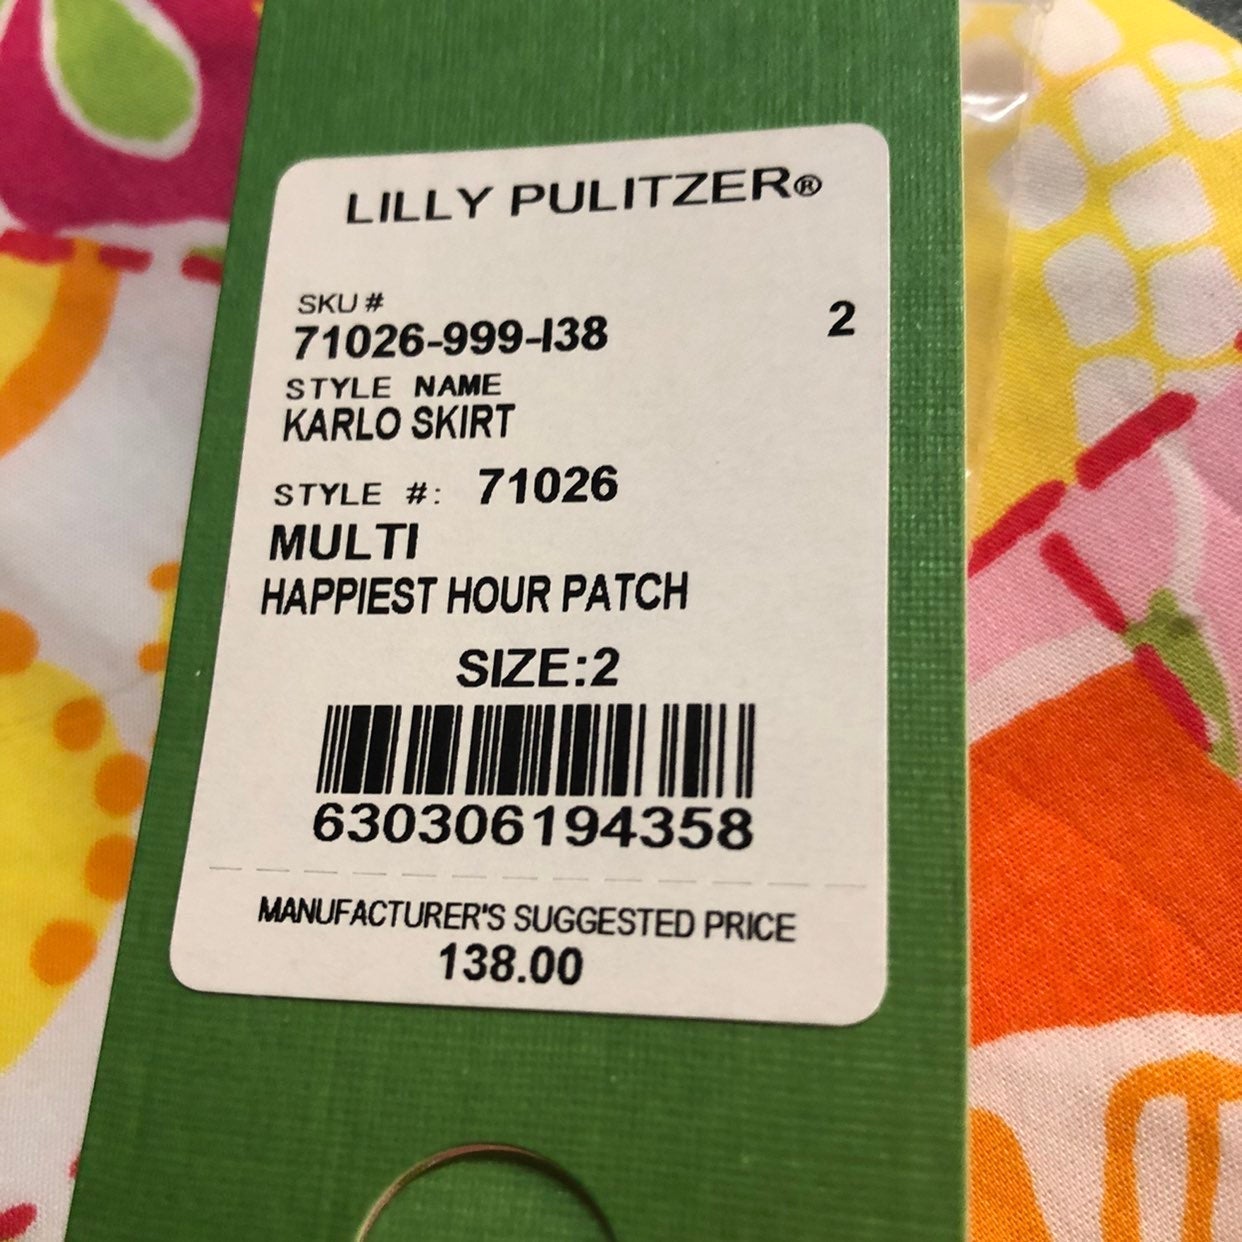 LILLY PULITZER®
SKU #
71026-999-I38 2
STYLE NAME
KARLO SKIRT
STYLE #: 71026
MULTI
HAPPIEST HOUR PATCH
SIZE:2
630306194358
MANUFACTURER'S SUGGESTED PRICE
138.00